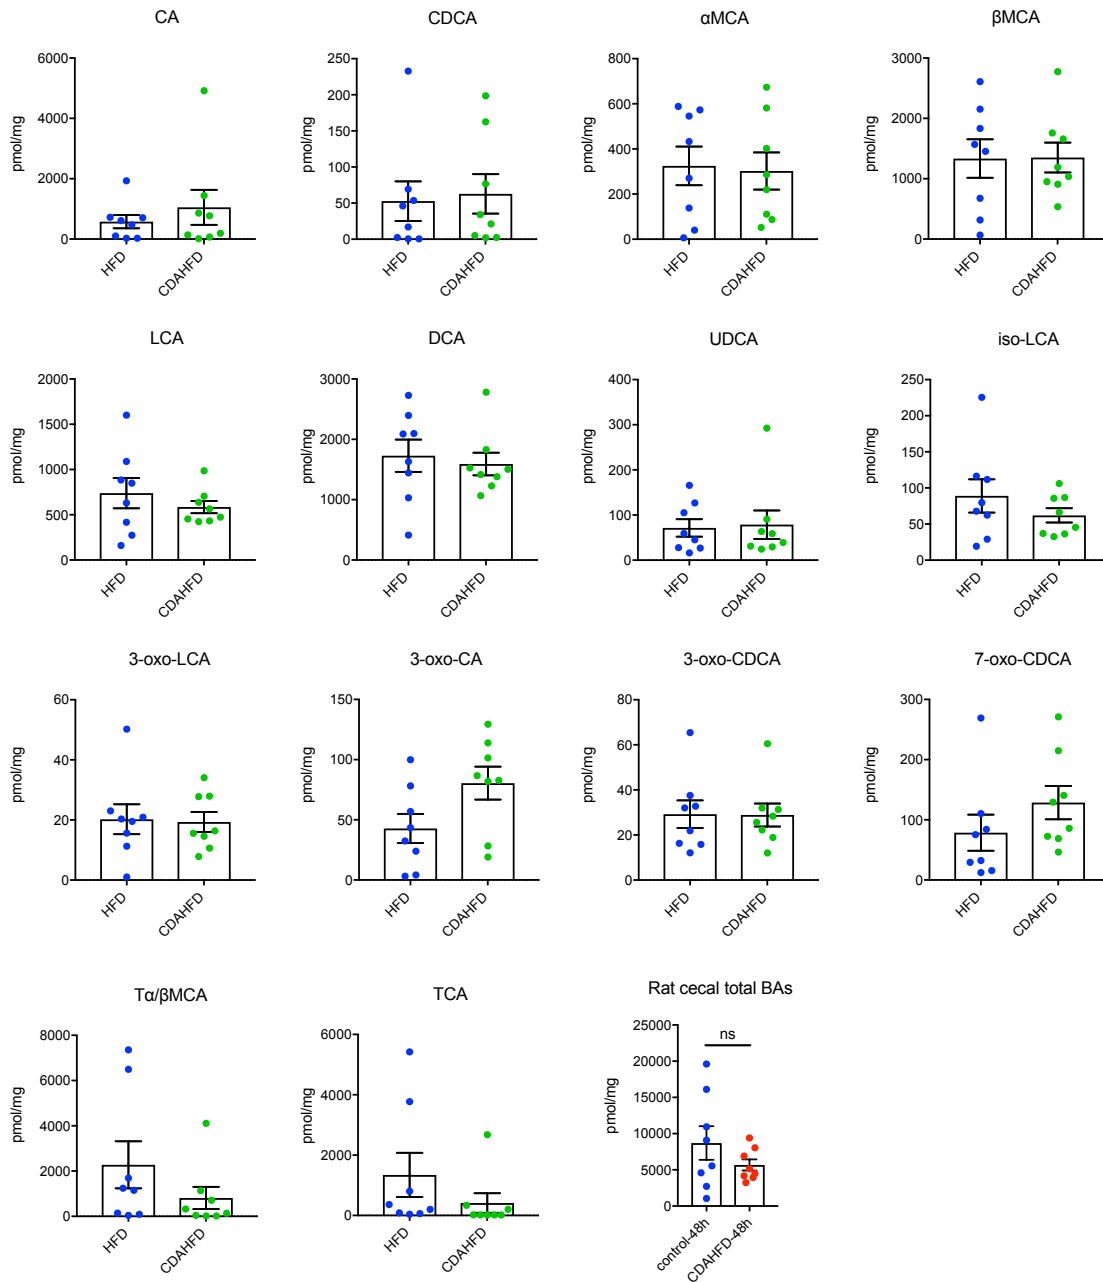 CA
CDCA
αMCA
βMCA
pmol/mg
6000
4000
2000
0
HFD
CDAHFD
pmol/mg
250
200
150
100
50
0
HFD
CDAHFD
pmol/mg
800
600
400
200
0
HFD
CDAHFD
pmol/mg
3000
2000
1000
0
HFD
CDAHFD
LCA
DCA
UDCA
iso-LCA
pmol/mg
2000
1500
1000
500
0
HFD
CDAHFD
pmol/mg
3000
2000
1000
0
HFD
CDAHFD
pmol/mg
400
300
200
100
0
HFD
CDAHFD
pmol/mg
250
200
150
100
50
0
HFD
CDAHFD
3-oxo-LCA
3-oxo-CA
3-oxo-CDCA
7-oxo-CDCA
pmol/mg
60
40
20
0
HFD
CDAHFD
pmol/mg
150
100
50
0
HFD
CDAHFD
pmol/mg
80
60
40
20
0
HFD
CDAHFD
pmol/mg
300
200
100
0
HFD
CDAHFD
Tα/βMCA
TCA
Rat cecal total BAs
pmol/mg
8000
6000
4000
2000
0
HFD
CDAHFD
pmol/mg
6000
4000
2000
0
HFD
CDAHFD
pmol/mg
25000
20000
15000
10000
5000
0
ns
control-48h
CDAHFD-48h